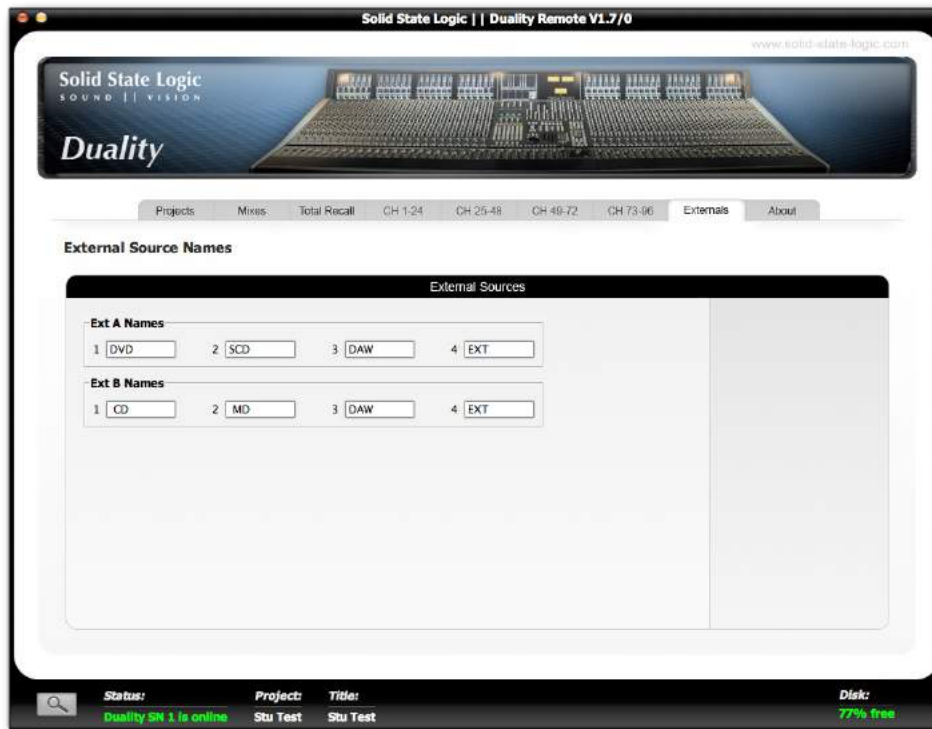 Solid State Logic || Duality Remote V1.7/0
www.solid-state-logic.com
Solid State Logic
SOUND || VISION
Duality
Projects Mixes Total Recall CH 1-24 CH 25-48 CH 49-72 CH 73-96 Externals About
External Source Names
External Sources
Ext A Names
1 DVD 2 SCD 3 DAW 4 EXT
Ext B Names
1 CD 2 MD 3 DAW 4 EXT
Status: Project: Title: Disk:
Duality SN 1 is online Stu Test Stu Test 77% free